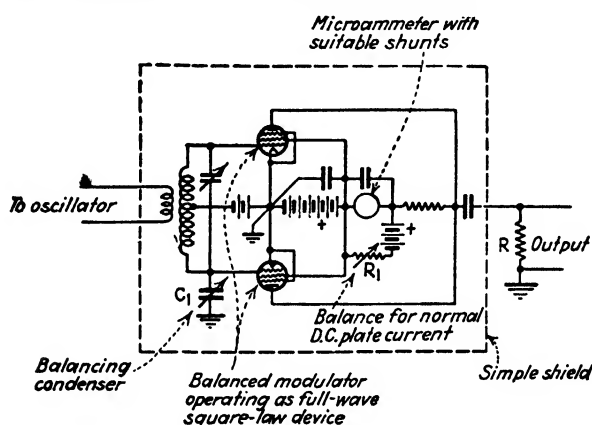 Microammeter with
suitable shunts
To oscillator
+
+
R Output
R1
C1
Balance for normal
D.C. plate current
Balancing
condenser
Balanced modulator
operating as full-wave
square-law device
Simple shield